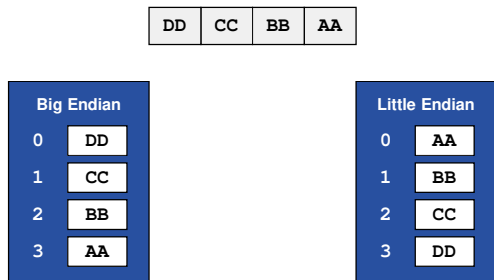 DD CC BB AA
Big Endian
0 DD
1 CC
2 BB
3 AA
Little Endian
0 AA
1 BB
2 CC
3 DD